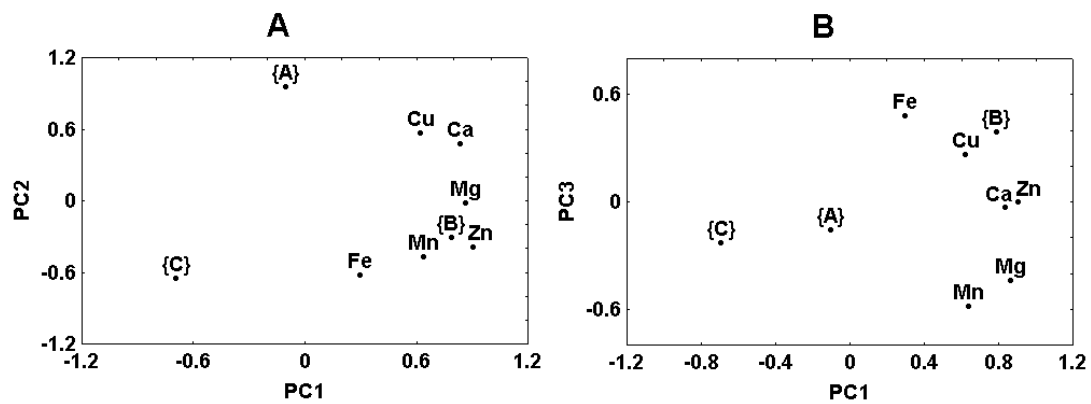 A
PC2
1.2
0.6
0
-0.6
-1.2
{A}
Cu
Ca
Mg
{B}
Mn
Zn
Fe
{C}
-1.2 -0.6 0 0.6 1.2
PC1
B
PC3
0.6
0
-0.6
Fe
{B}
Cu
Ca
Zn
{A}
{C}
Mg
Mn
-1.2 -0.8 -0.4 0 0.4 0.8 1.2
PC1